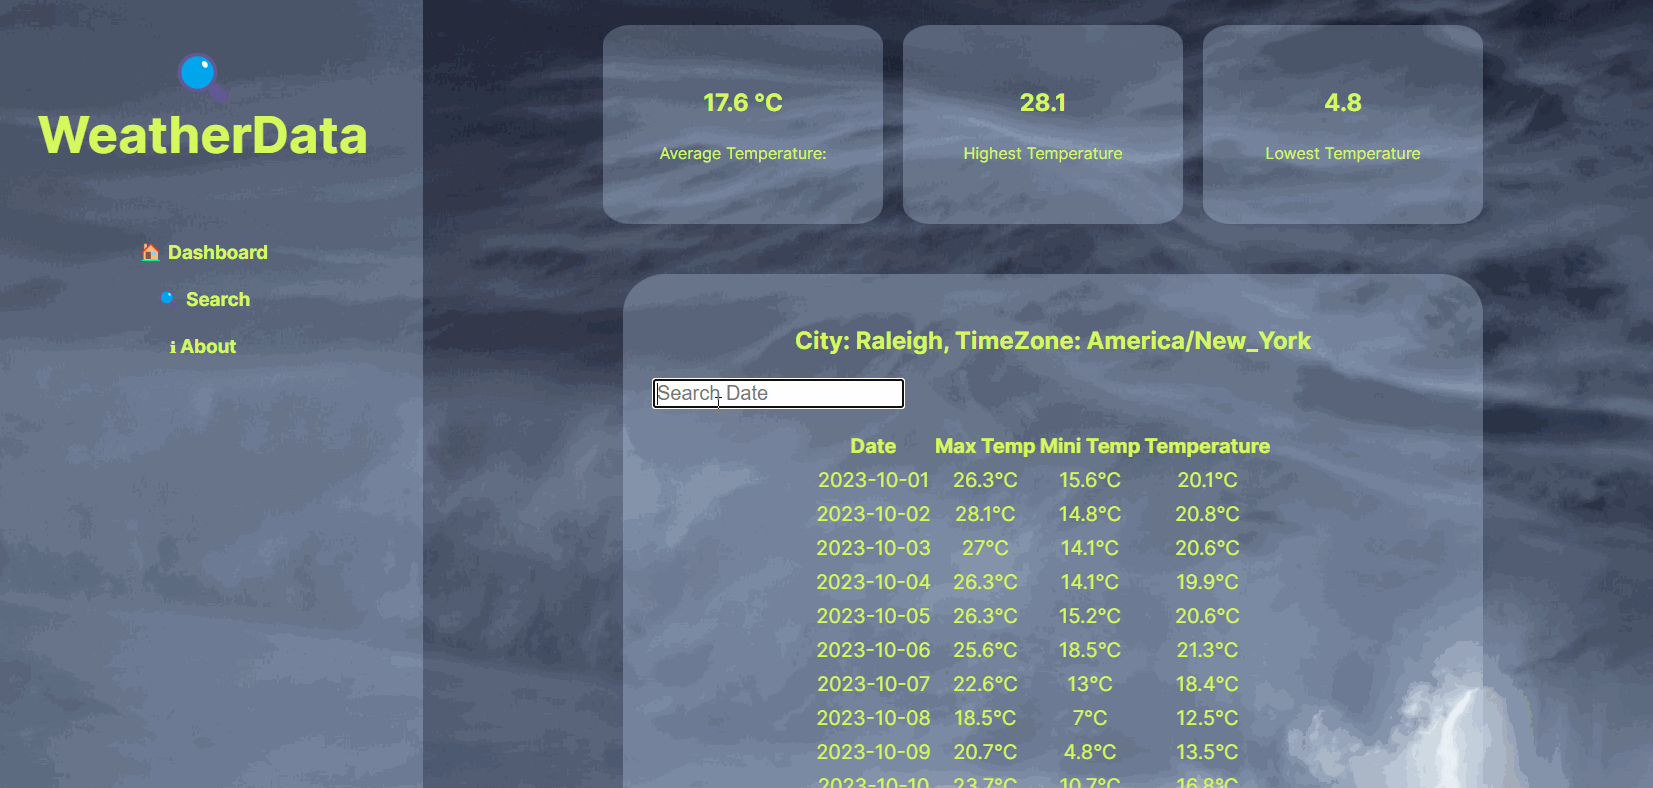 WeatherData
🏠 Dashboard
Search
ℹ About
17.6 °C
Average Temperature:
28.1
Highest Temperature
4.8
Lowest Temperature
City: Raleigh, TimeZone: America/New_York
Search Date
Date Max Temp Mini Temp Temperature
2023-10-01 26.3°C 15.6°C 20.1°C
2023-10-02 28.1°C 14.8°C 20.8°C
2023-10-03 27°C 14.1°C 20.6°C
2023-10-04 26.3°C 14.1°C 19.9°C
2023-10-05 26.3°C 15.2°C 20.6°C
2023-10-06 25.6°C 18.5°C 21.3°C
2023-10-07 22.6°C 13°C 18.4°C
2023-10-08 18.5°C 7°C 12.5°C
2023-10-09 20.7°C 4.8°C 13.5°C
2023-10-10 23.7°C 10.7°C 16.8°C